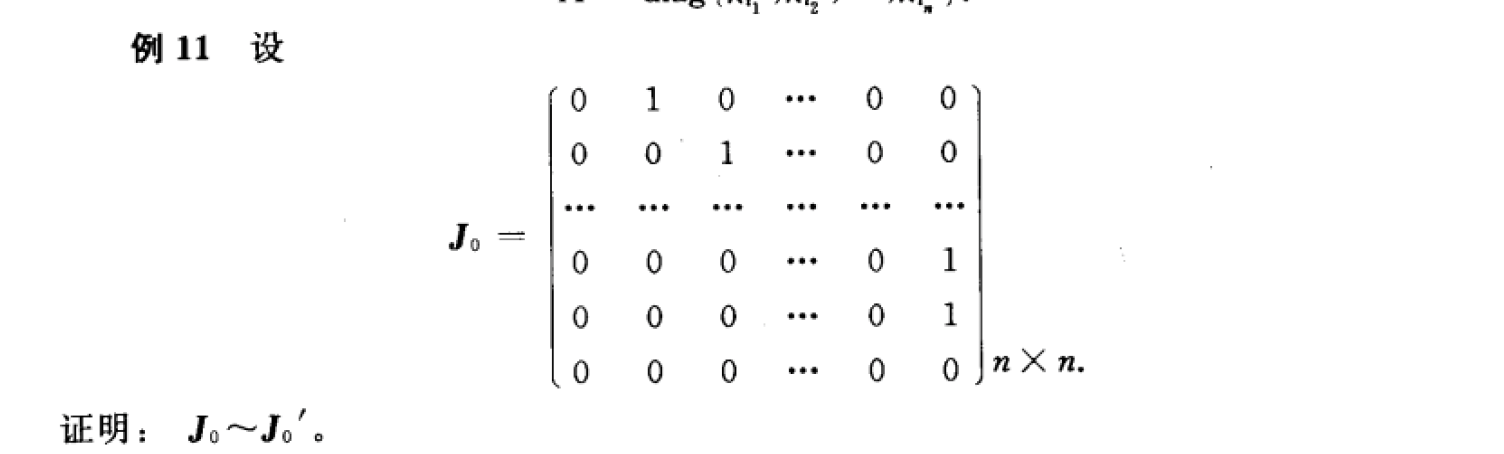 例 11 设
0 1 0 ⋯ 0 0
0 0 1 ⋯ 0 0
⋯ ⋯ ⋯ ⋯ ⋯ ⋯
J₀ =
0 0 0 ⋯ 0 1
0 0 0 ⋯ 0 1
0 0 0 ⋯ 0 0 n × n.
证明： J₀～J₀′。